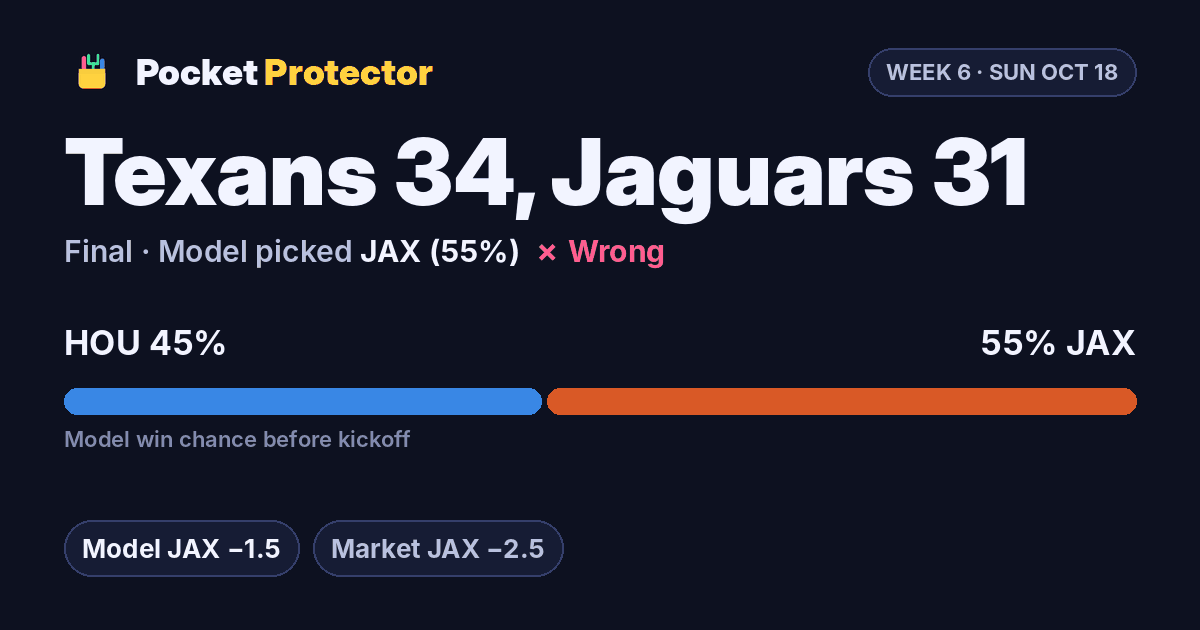 Pocket Protector
WEEK 6 · SUN OCT 18
Texans 34, Jaguars 31
Final · Model picked JAX (55%) × Wrong
HOU 45%
55% JAX
Model win chance before kickoff
Model JAX −1.5
Market JAX −2.5